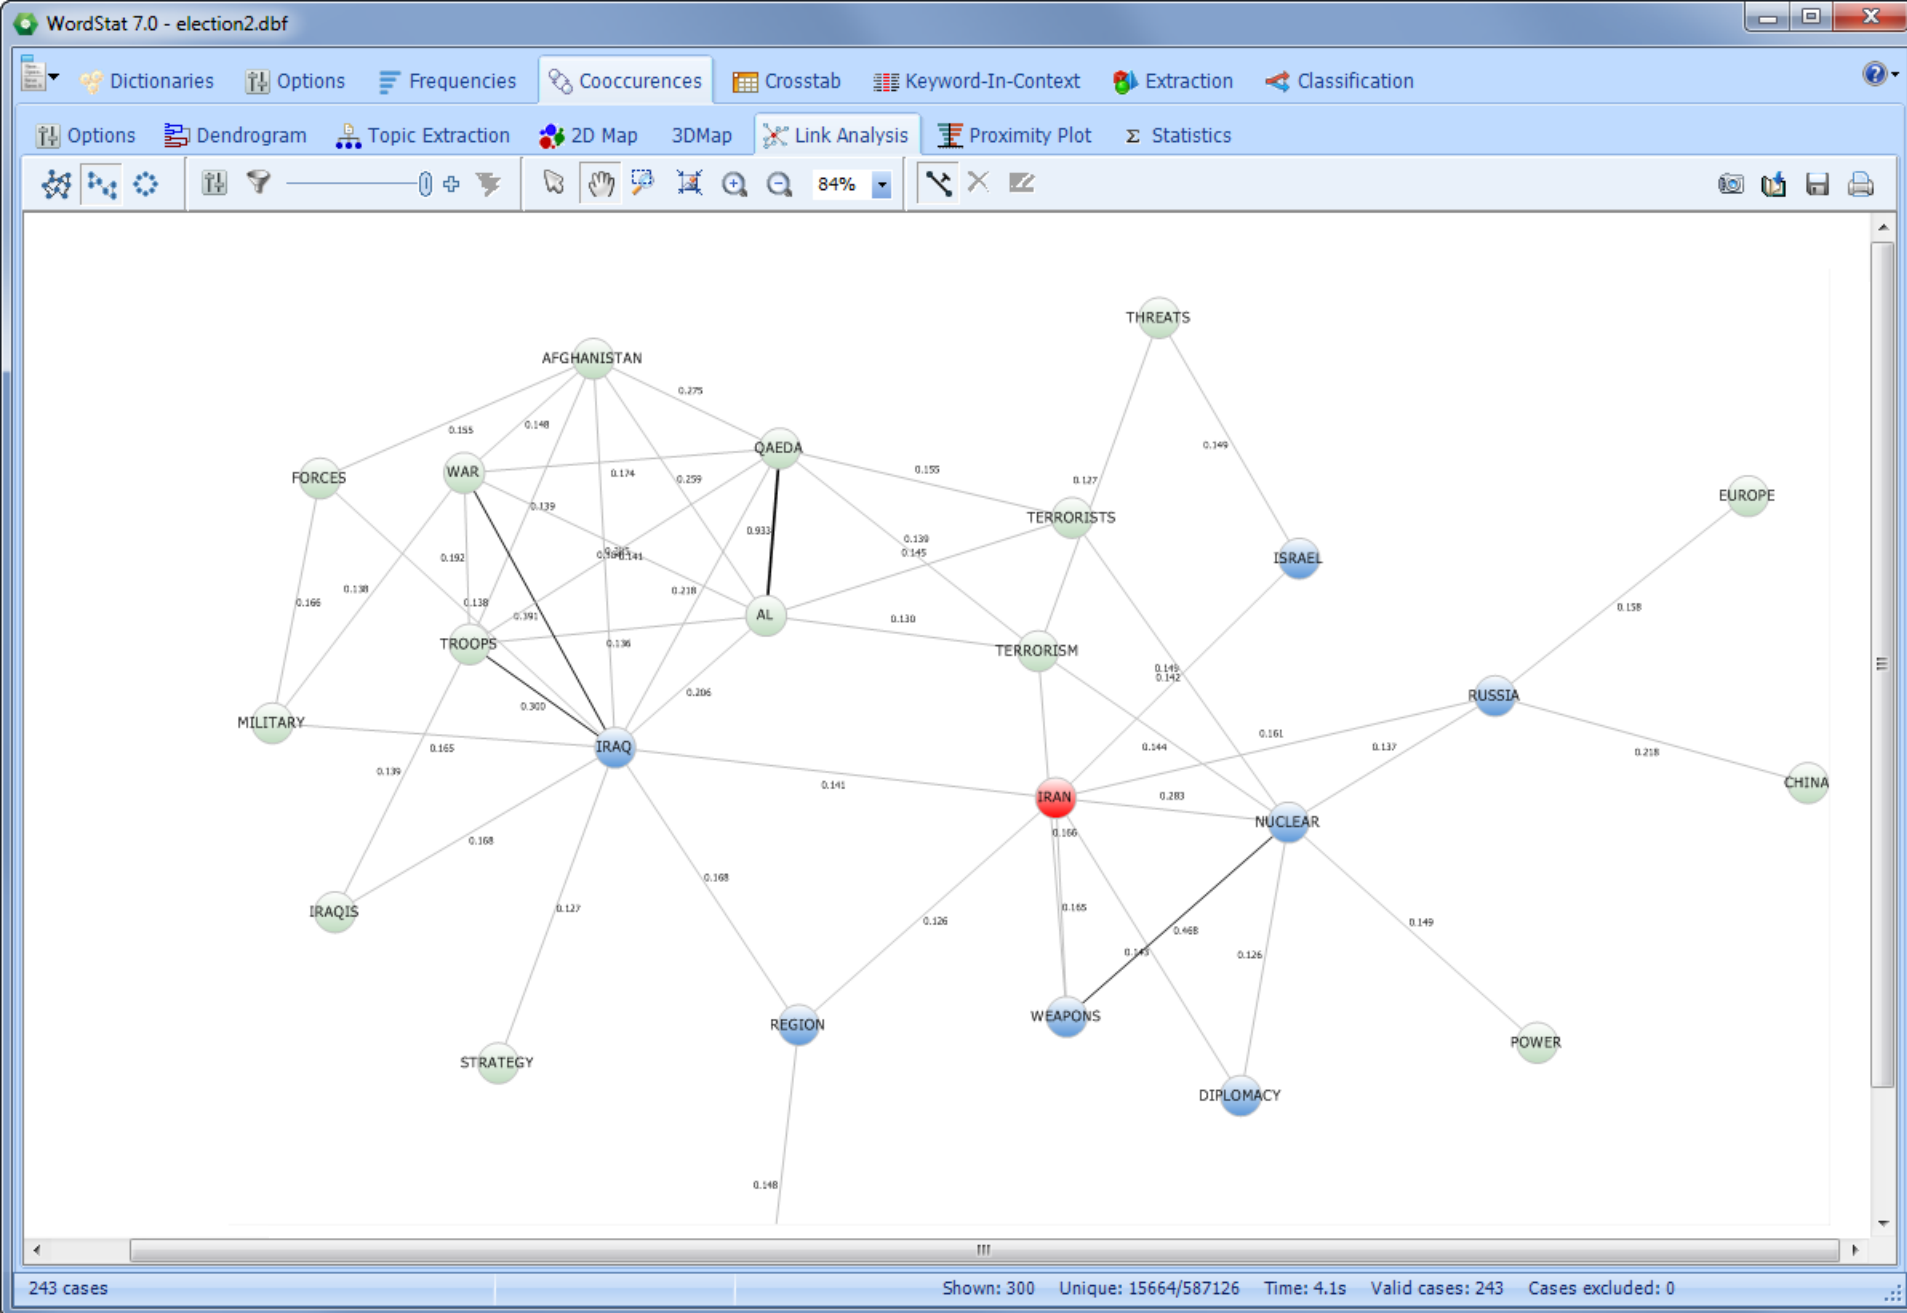 WordStat 7.0 - election2.dbf
Dictionaries Options Frequencies Cooccurences Crosstab Keyword-In-Context Extraction Classification
Options Dendrogram Topic Extraction 2D Map 3DMap Link Analysis Proximity Plot Σ Statistics
84%
THREATS
AFGHANISTAN
0.275
0.148
0.155
0.149
QAEDA
WAR
0.155
0.174
FORCES
0.259
0.127
EUROPE
0.139
TERRORISTS
0.933
0.139
0.145
0.141
0.192
ISRAEL
0.138
0.218
0.166
0.138
0.158
0.391
AL
0.130
0.136
TROOPS
TERRORISM
0.142
0.206
RUSSIA
0.300
MILITARY
0.161
IRAQ
0.165
0.144
0.137
0.218
0.139
0.141
CHINA
IRAN
0.283
NUCLEAR
0.166
0.168
0.168
0.165
0.127
IRAQIS
0.126
0.149
0.468
0.126
WEAPONS
REGION
POWER
STRATEGY
DIPLOMACY
0.148
243 cases Shown: 300 Unique: 15664/587126 Time: 4.1s Valid cases: 243 Cases excluded: 0